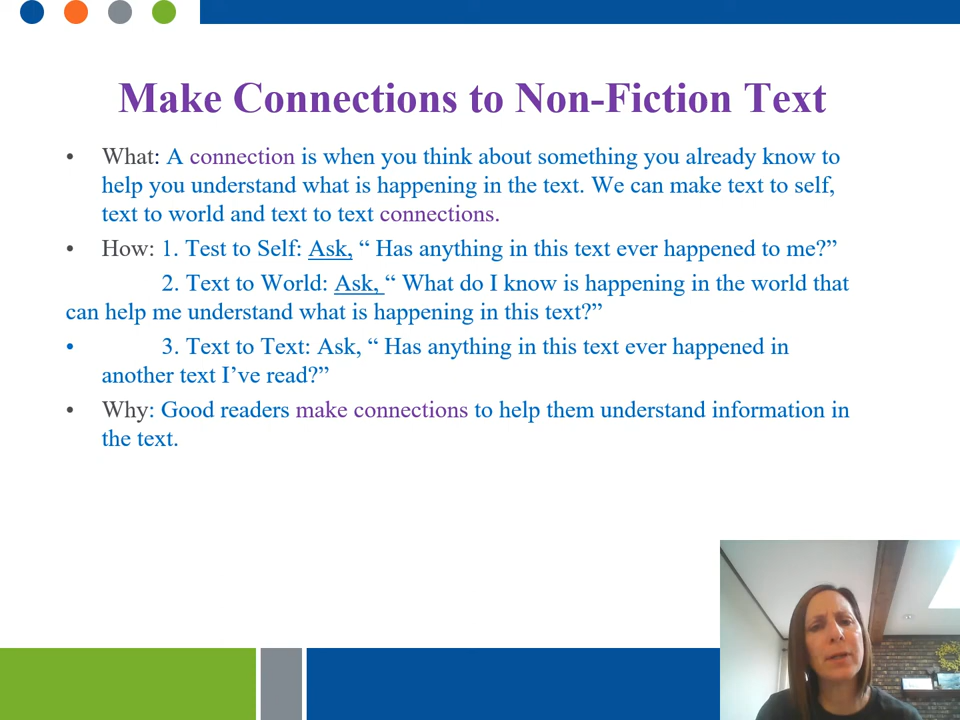 Make Connections to Non-Fiction Text
• What: A connection is when you think about something you already know to
help you understand what is happening in the text. We can make text to self,
text to world and text to text connections.
• How: 1. Test to Self: Ask, “ Has anything in this text ever happened to me?”
2. Text to World: Ask, “ What do I know is happening in the world that
can help me understand what is happening in this text?”
• 3. Text to Text: Ask, “ Has anything in this text ever happened in
another text I’ve read?”
• Why: Good readers make connections to help them understand information in
the text.